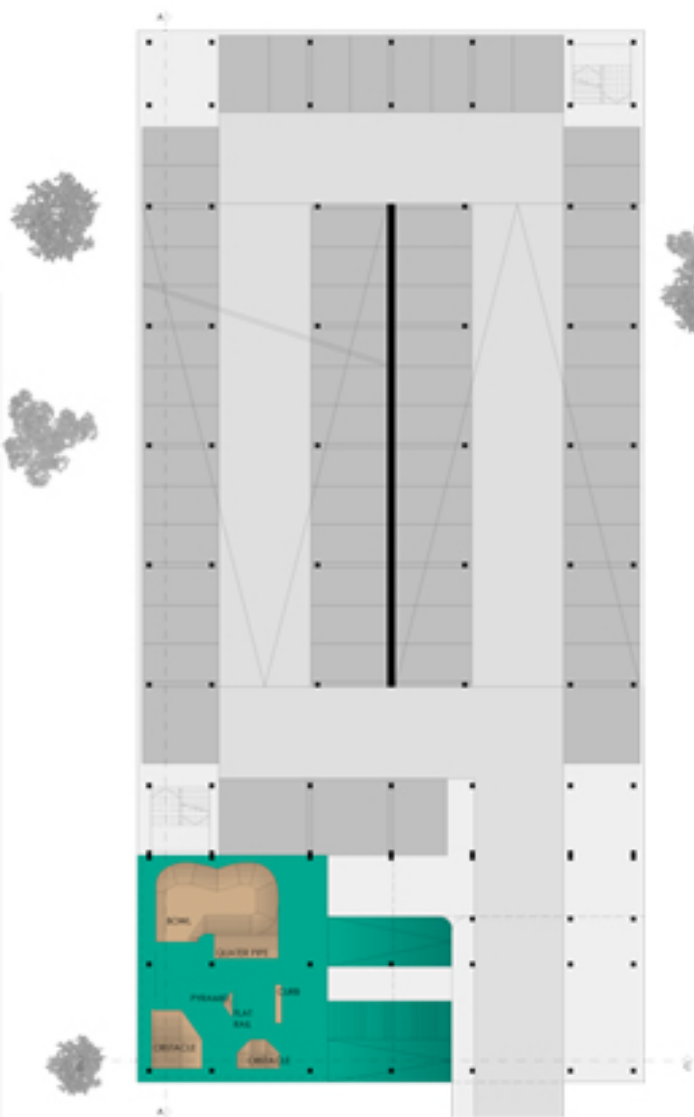 A
BOWL
QUATER PIPE
PYRAMID
CURB
FLAT
RAIL
OBSTACLE
OBSTACLE
A